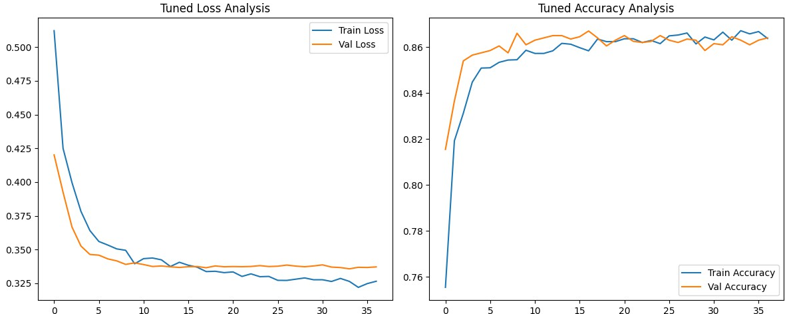 Tuned Loss Analysis
Train Loss
Val Loss
0.500
0.475
0.450
0.425
0.400
0.375
0.350
0.325
0 5 10 15 20 25 30 35
Tuned Accuracy Analysis
0.86
0.84
0.82
0.80
0.78
0.76
Train Accuracy
Val Accuracy
0 5 10 15 20 25 30 35